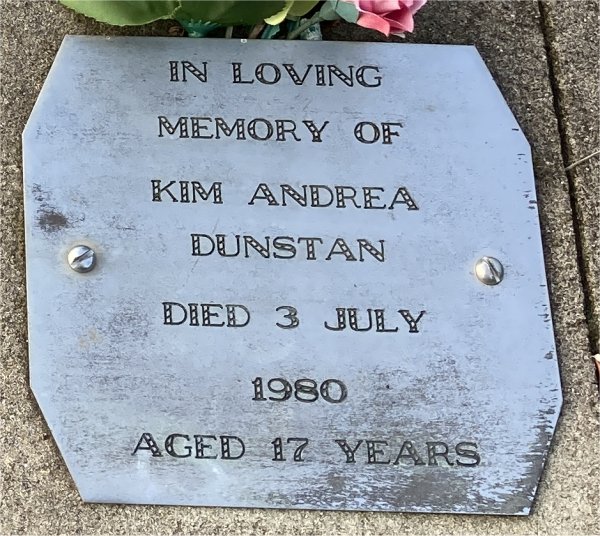 IN LOVING
MEMORY OF
KIM ANDREA
DUNSTAN
DIED 3 JULY
1980
AGED 17 YEARS